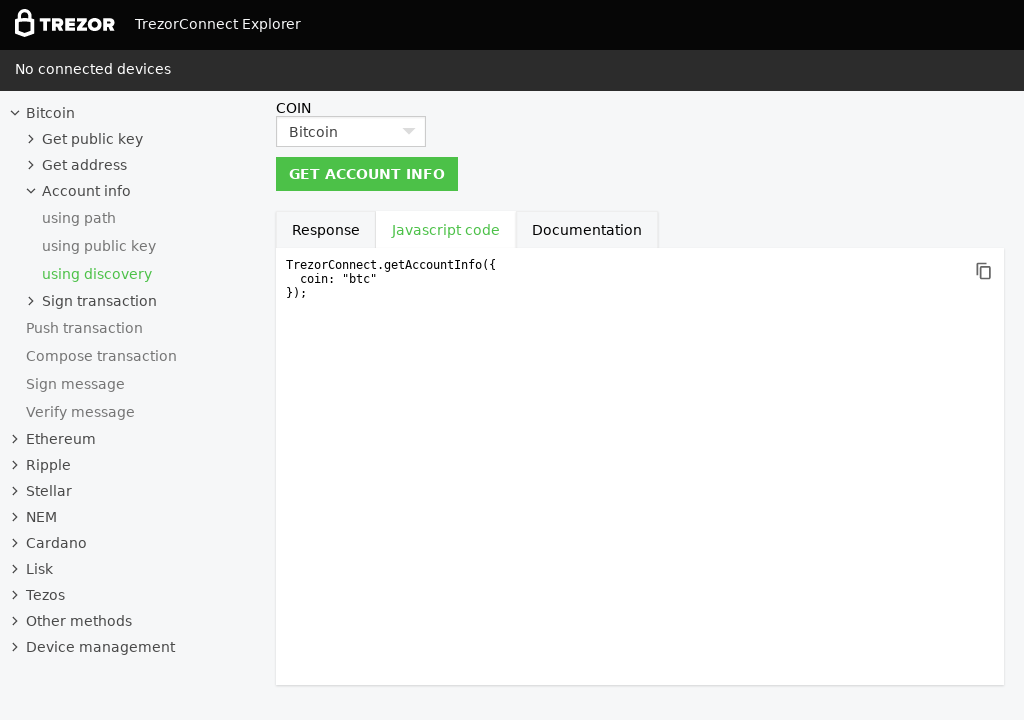 TREZOR TrezorConnect Explorer
No connected devices
Bitcoin
Get public key
Get address
Account info
using path
using public key
using discovery
Sign transaction
Push transaction
Compose transaction
Sign message
Verify message
Ethereum
Ripple
Stellar
NEM
Cardano
Lisk
Tezos
Other methods
Device management
COIN
Bitcoin
GET ACCOUNT INFO
Response Javascript code Documentation
TrezorConnect.getAccountInfo({
  coin: "btc"
});